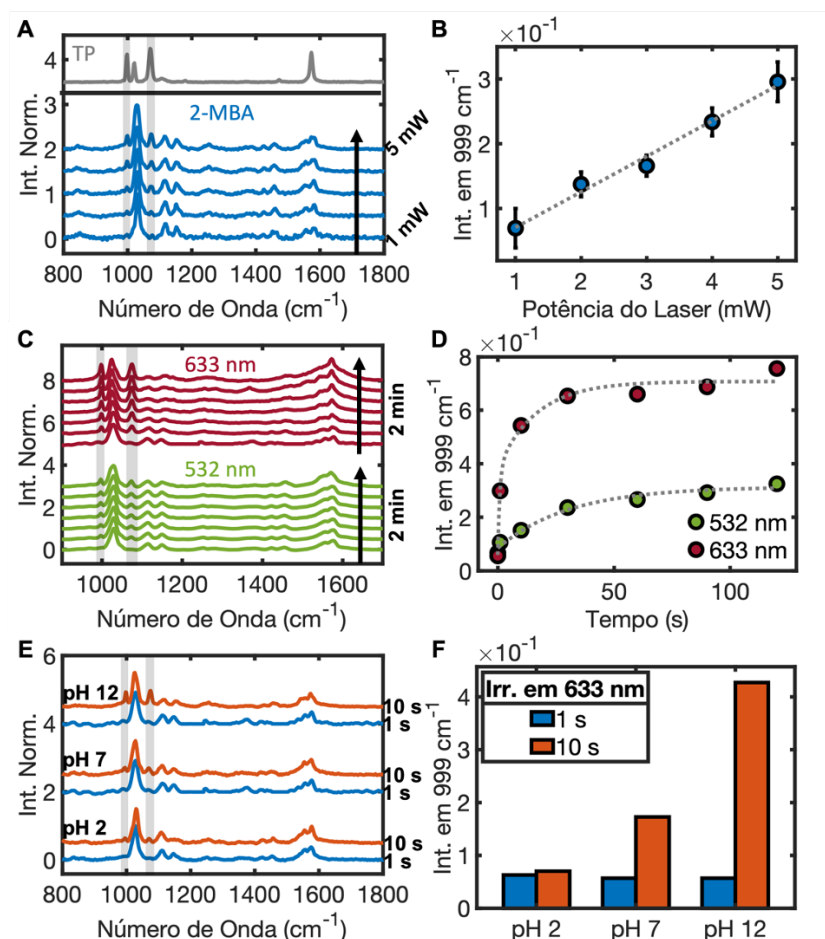 A
TP
2-MBA
5 mW
1 mW
Int. Norm.
4
3
2
1
0
800 1000 1200 1400 1600 1800
Número de Onda (cm⁻¹)
B
×10⁻¹
Int. em 999 cm⁻¹
3
2
1
1 2 3 4 5
Potência do Laser (mW)
C
633 nm
2 min
532 nm
2 min
Int. Norm.
8
6
4
2
0
1000 1200 1400 1600
Número de Onda (cm⁻¹)
D
×10⁻¹
Int. em 999 cm⁻¹
8
6
4
2
0
532 nm
633 nm
0 60 100
Tempo (s)
E
Int. Norm.
6
4
2
0
pH 12
10 s
1 s
pH 7
10 s
1 s
pH 2
10 s
1 s
800 1000 1200 1400 1600 1800
Número de Onda (cm⁻¹)
F
×10⁻¹
Int. em 999 cm⁻¹
4
3
2
1
0
Irr. em 633 nm
1 s
10 s
pH 2 pH 7 pH 12